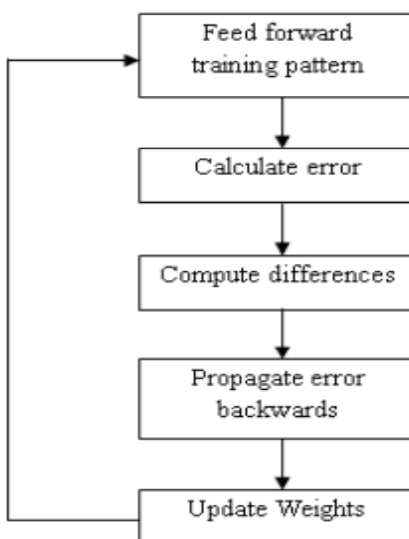 Feed forward
training pattern
Calculate error
Compute differences
Propagate error
backwards
Update Weights